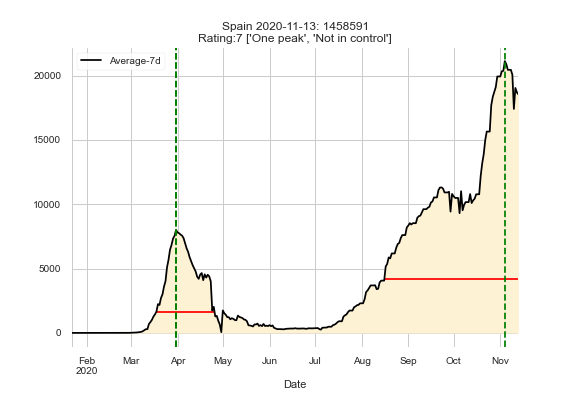 Spain 2020-11-13: 1458591
Rating:7 ['One peak', 'Not in control']
Average-7d
20000
15000
10000
5000
0
Feb Mar Apr May Jun Jul Aug Sep Oct Nov
2020
Date